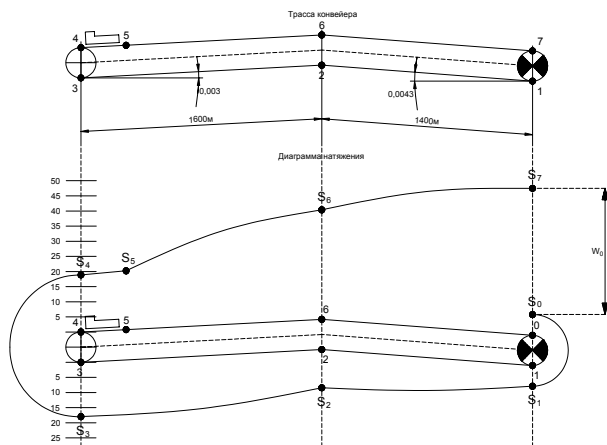 Трасса конвейера
4
5
6
7
3
2
1
0,003
0,0043
1600м
1400м
Диаграмма натяжения
50
45
40
35
30
25
20
15
10
5
S7
S6
S5
S4
W0
S0
4
5
6
0
3
2
1
5
10
15
20
25
S3
S2
S1